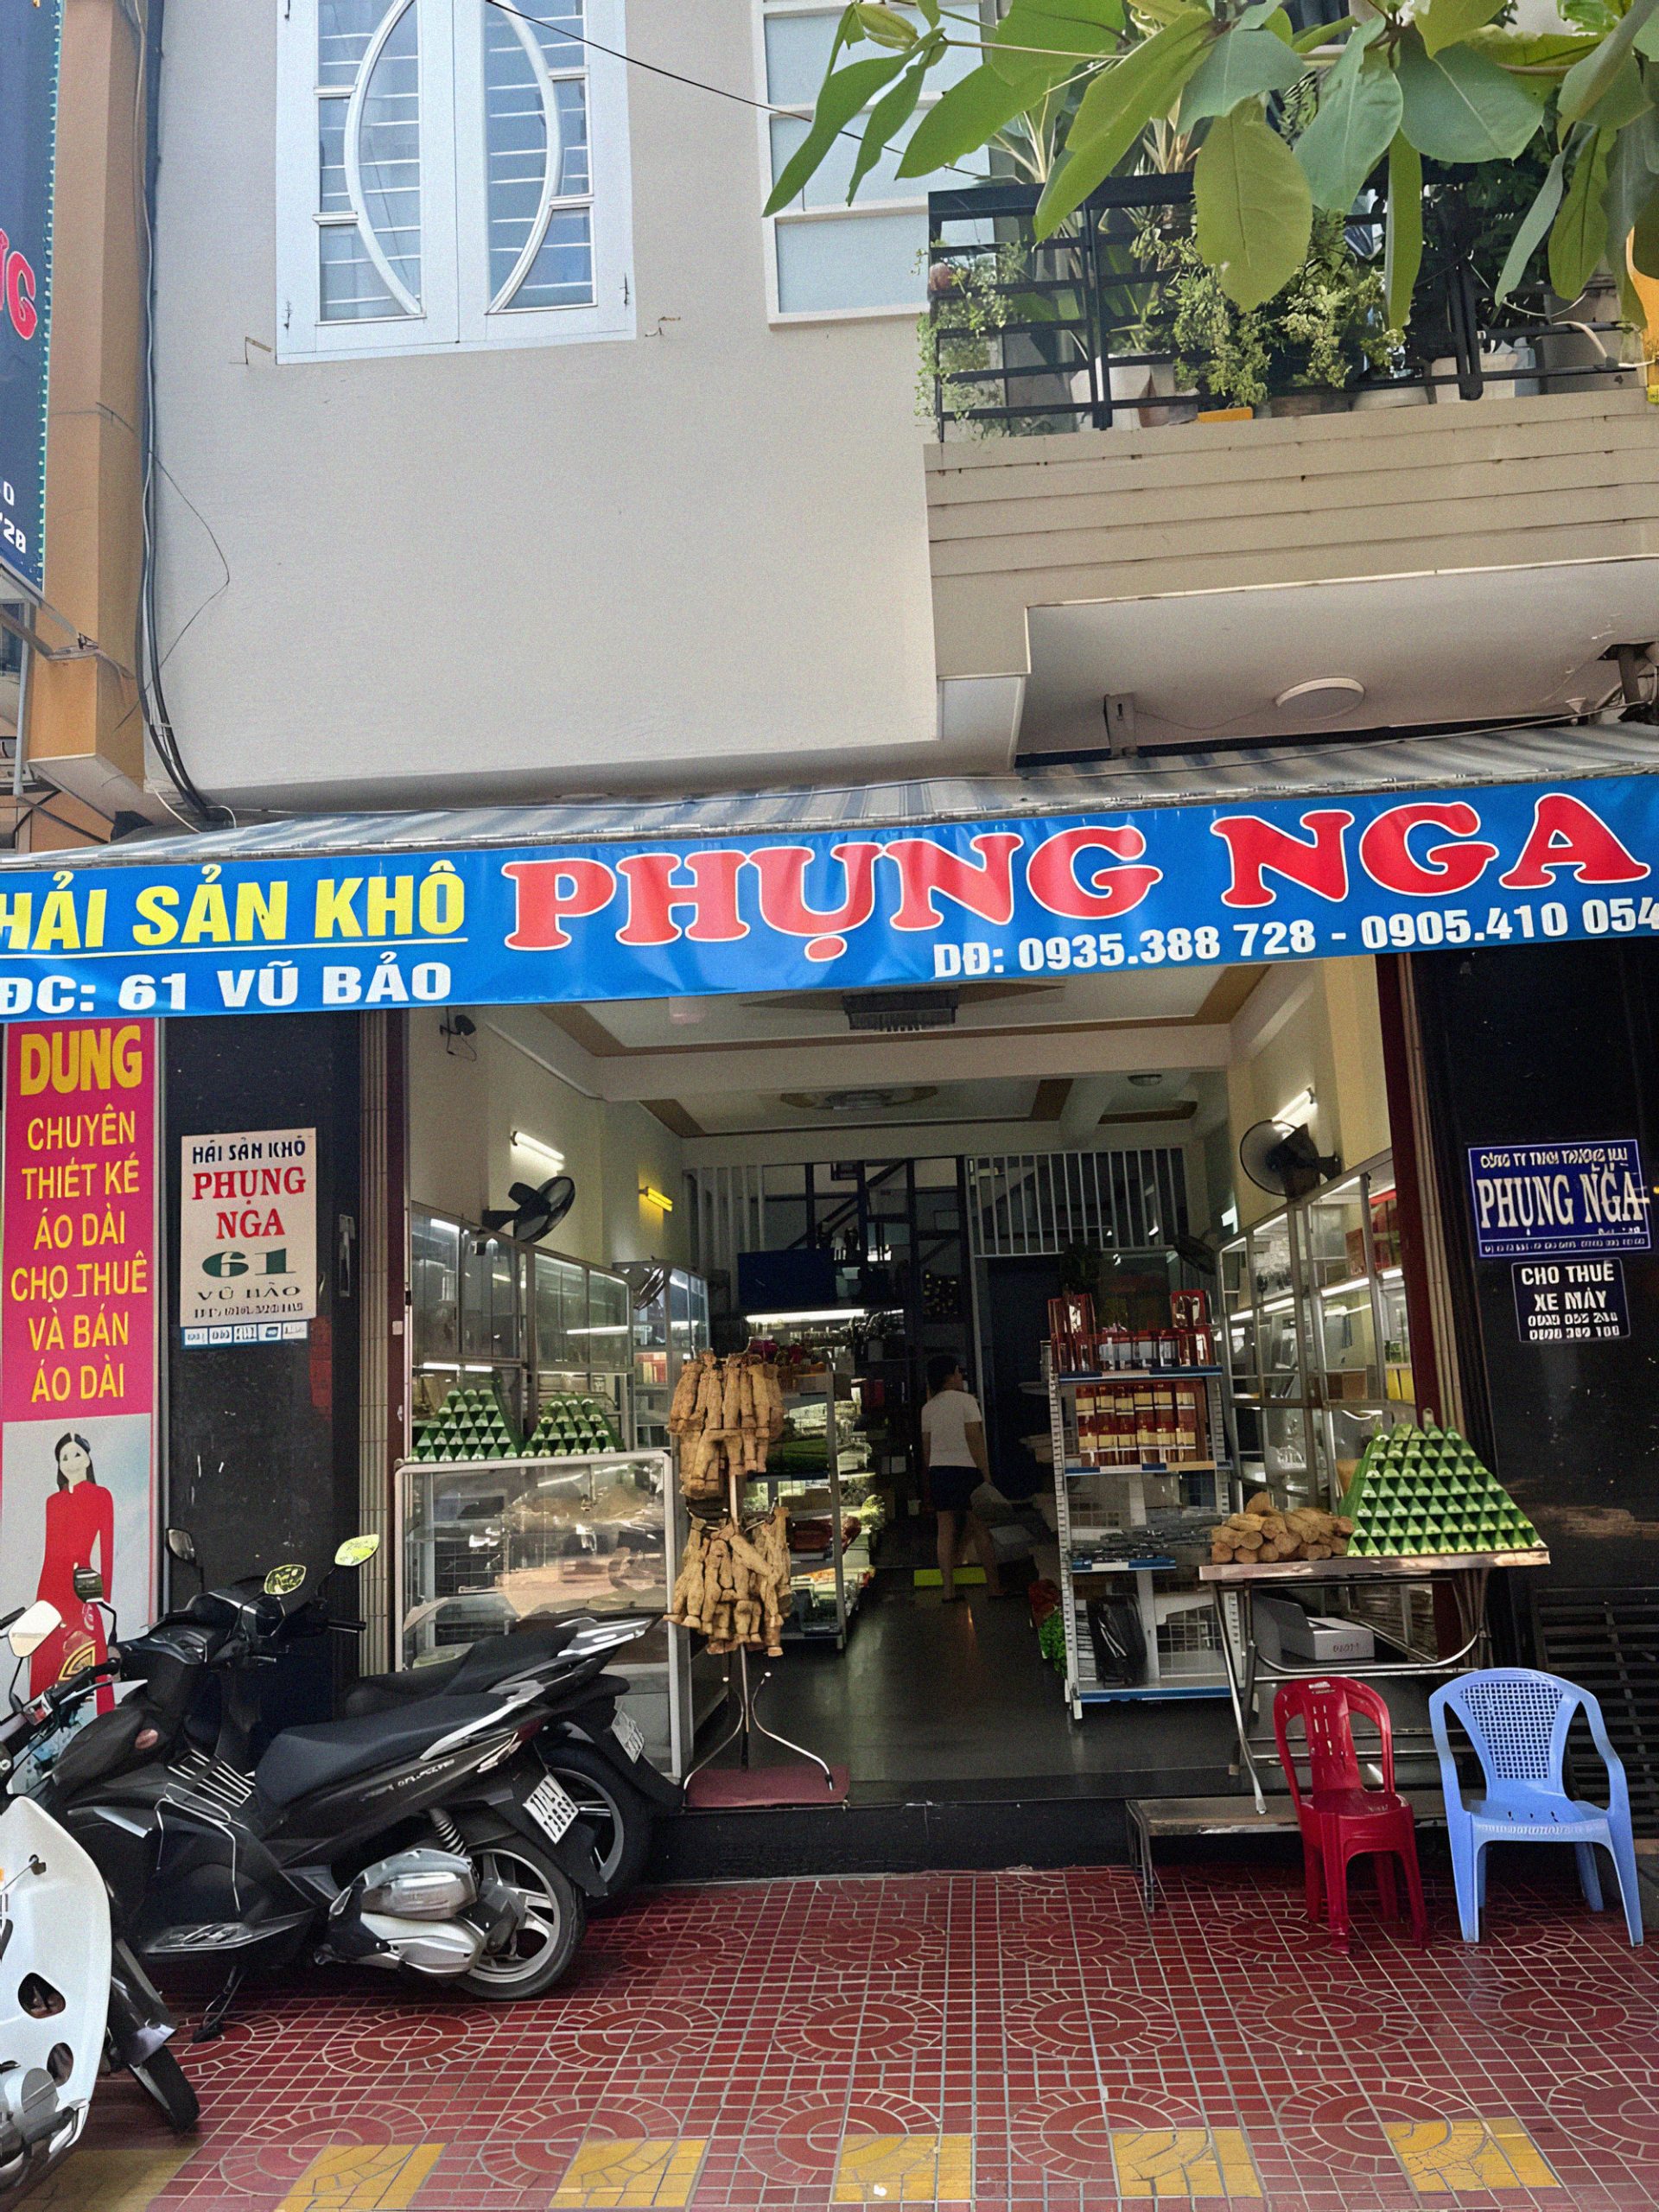 HẢI SẢN KHÔ
PHỤNG NGA
ĐC: 61 VŨ BẢO
DĐ: 0935.388 728 - 0905.410 054
DUNG
CHUYÊN
THIẾT KẾ
ÁO DÀI
CHO THUÊ
VÀ BÁN
ÁO DÀI
HẢI SẢN KHÔ
PHỤNG
NGA
61
VŨ BẢO
PHỤNG NGA
CHO THUÊ
XE MÁY